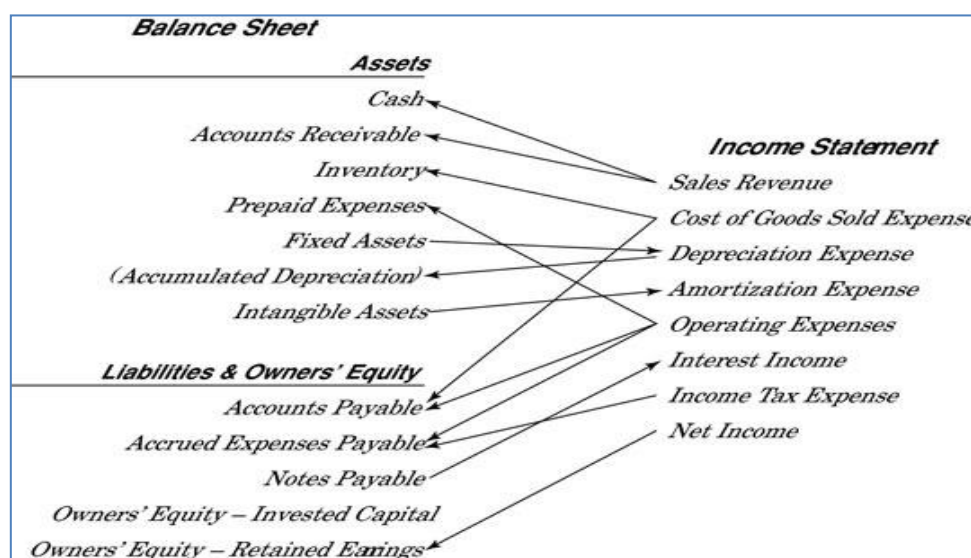 Balance Sheet
Assets
Cash
Accounts Receivable
Inventory
Prepaid Expenses
Fixed Assets
(Accumulated Depreciation)
Intangible Assets
Liabilities & Owners' Equity
Accounts Payable
Accrued Expenses Payable
Notes Payable
Owners' Equity – Invested Capital
Owners' Equity – Retained Earnings
Income Statement
Sales Revenue
Cost of Goods Sold Expense
Depreciation Expense
Amortization Expense
Operating Expenses
Interest Income
Income Tax Expense
Net Income